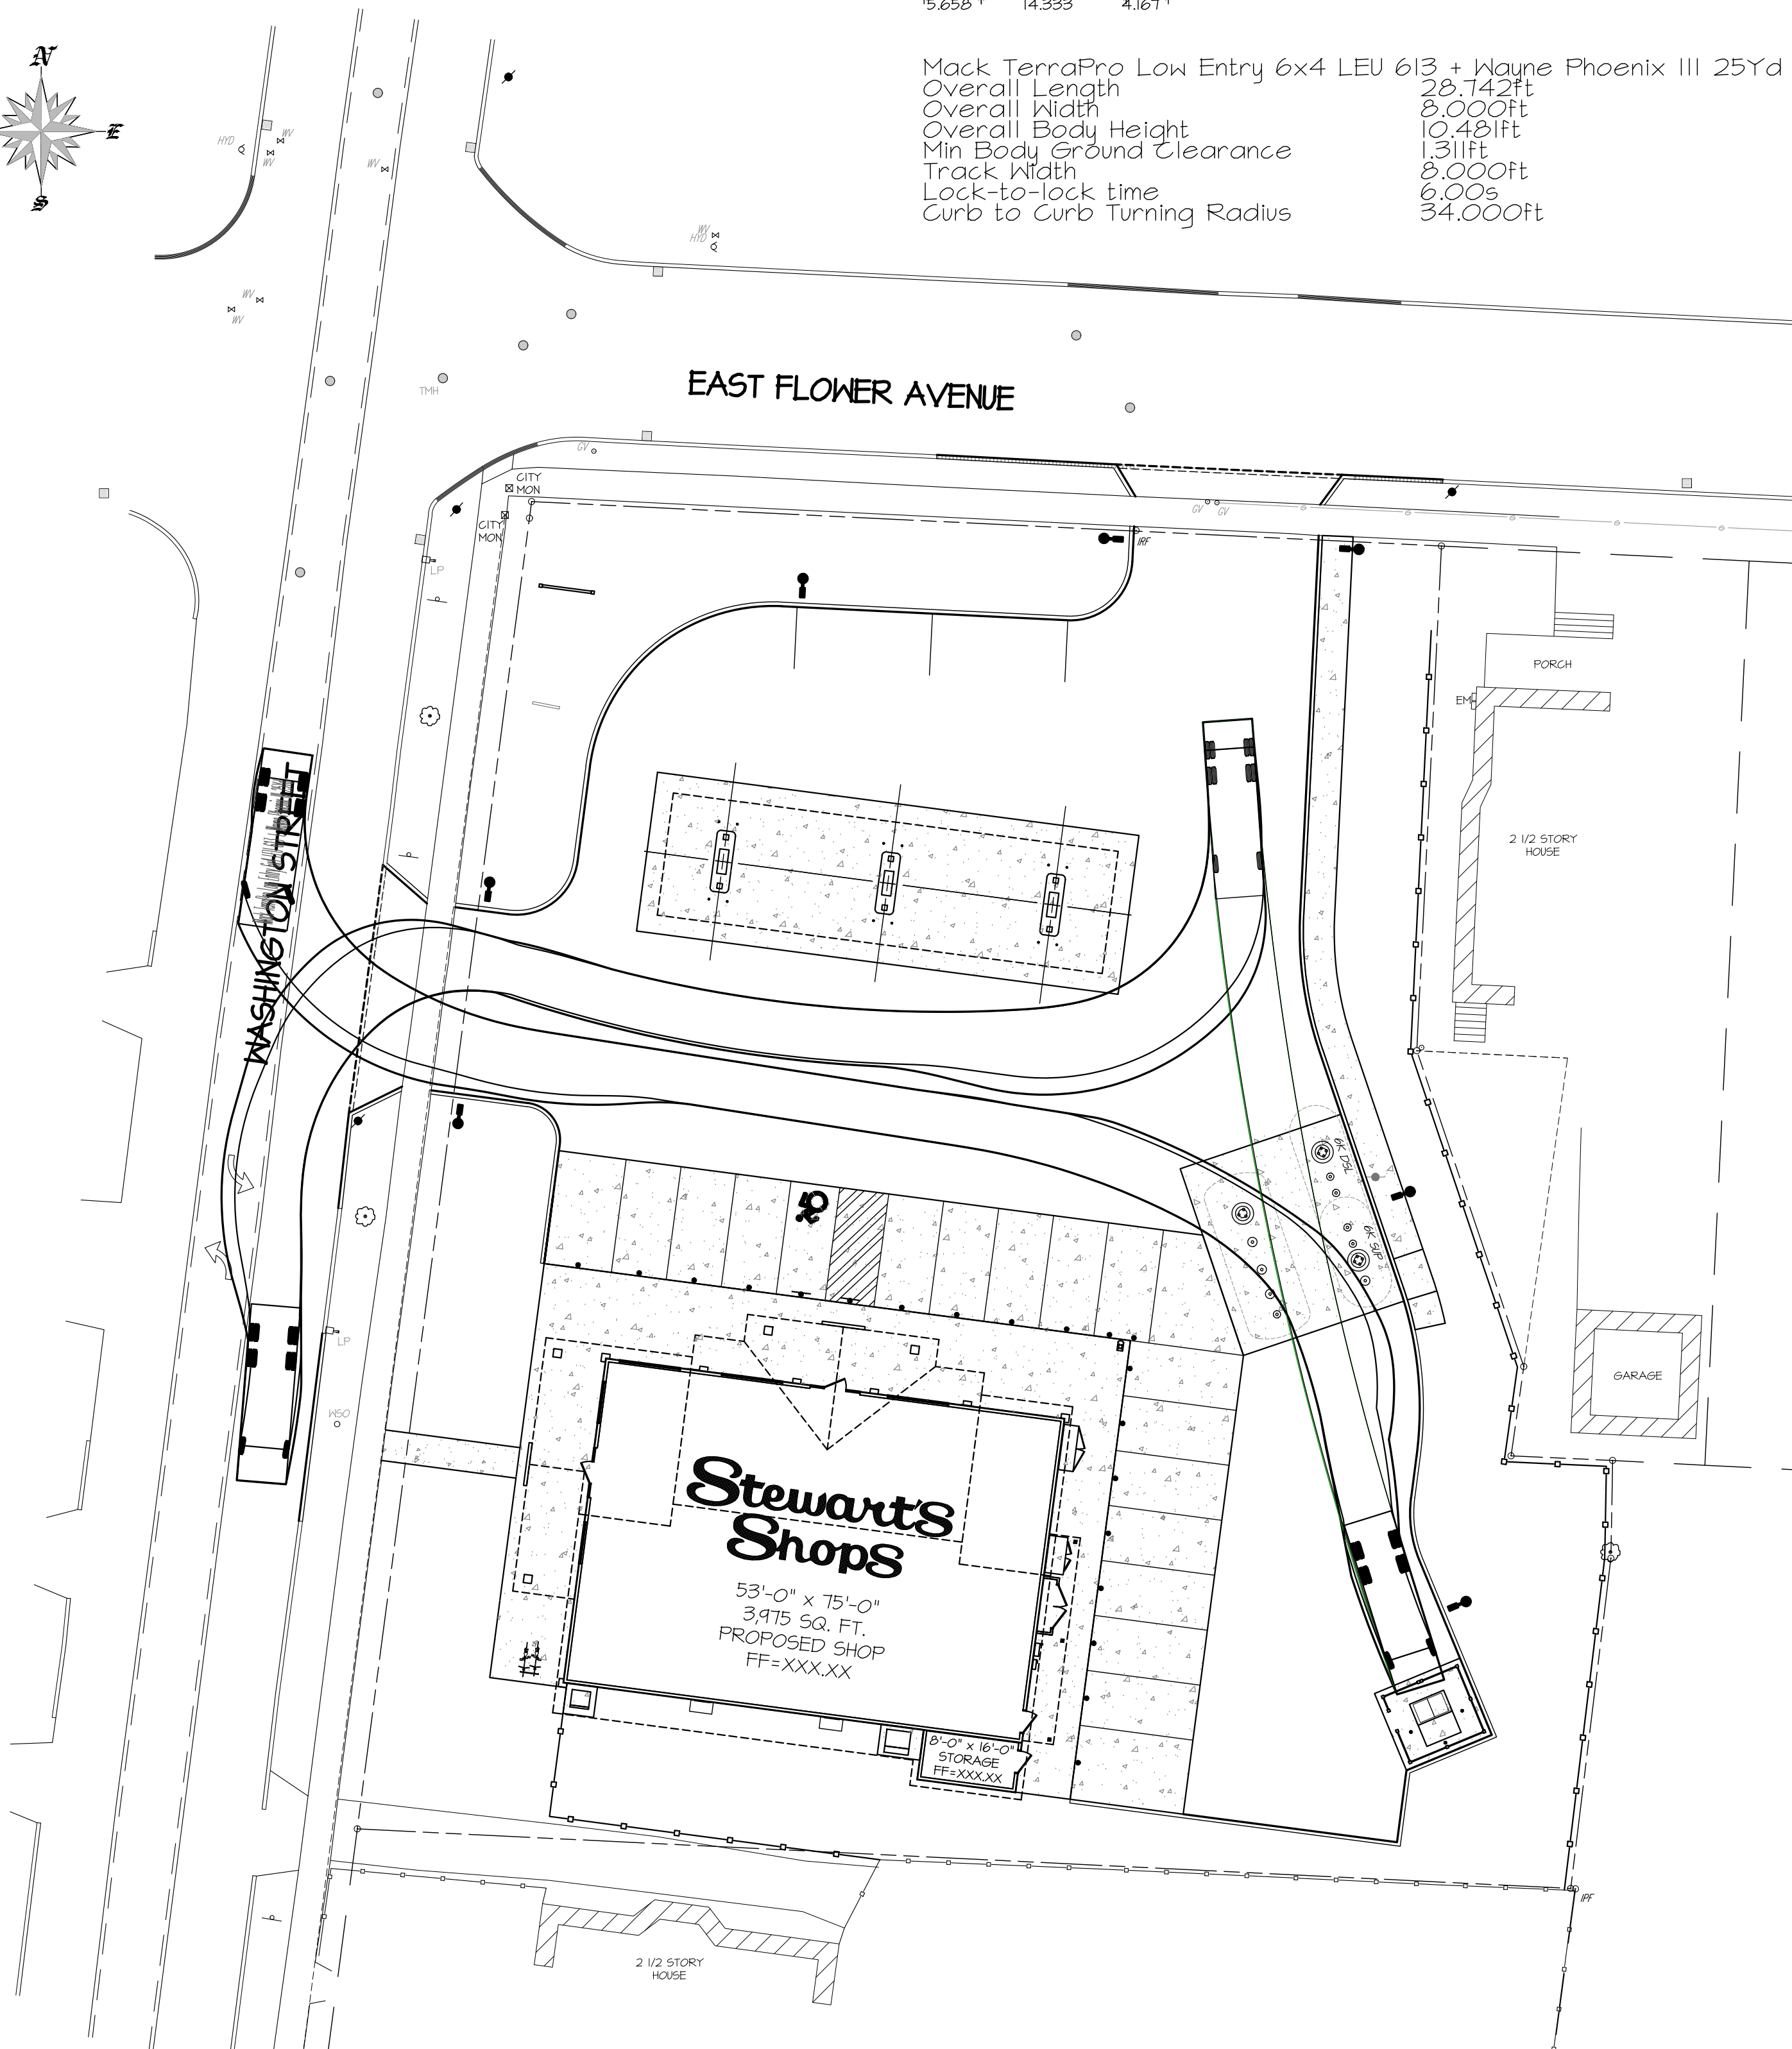 15.658' 14.333' 4.167'
Mack TerraPro Low Entry 6x4 LEU 613 + Wayne Phoenix III 25Yd
Overall Length 28.742ft
Overall Width 8.000ft
Overall Body Height 10.481ft
Min Body Ground Clearance 1.311ft
Track Width 8.000ft
Lock-to-lock time 6.00s
Curb to Curb Turning Radius 34.000ft
N
E
S
HYD
WV
WV
WV
WV
HYD
WV
WV
TMH
EAST FLOWER AVENUE
GV
CITY
MON
CITY
MON
GV
GV
G
G
G
G
G
IRF
LP
PORCH
EM
2 1/2 STORY
HOUSE
WASHINGTON STREET
6K DSL
6K SUP
LP
GARAGE
WSO
Stewart's
Shops
53'-0" x 75'-0"
3,975 SQ. FT.
PROPOSED SHOP
FF=XXX.XX
8'-0" x 16'-0"
STORAGE
FF=XXX.XX
IPF
2 1/2 STORY
HOUSE